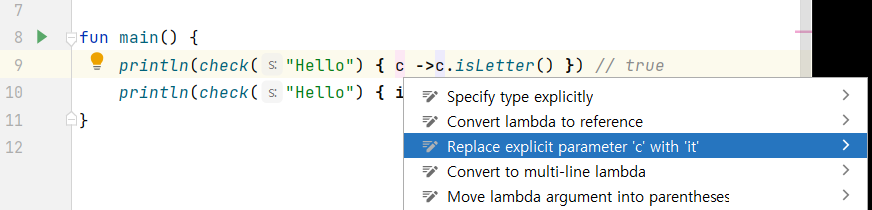 7
8 fun main() {
9 println(check( s: "Hello") { c ->c.isLetter() }) // true
10 println(check( s: "Hello") { i
11 }
12
Specify type explicitly
Convert lambda to reference
Replace explicit parameter 'c' with 'it'
Convert to multi-line lambda
Move lambda argument into parentheses